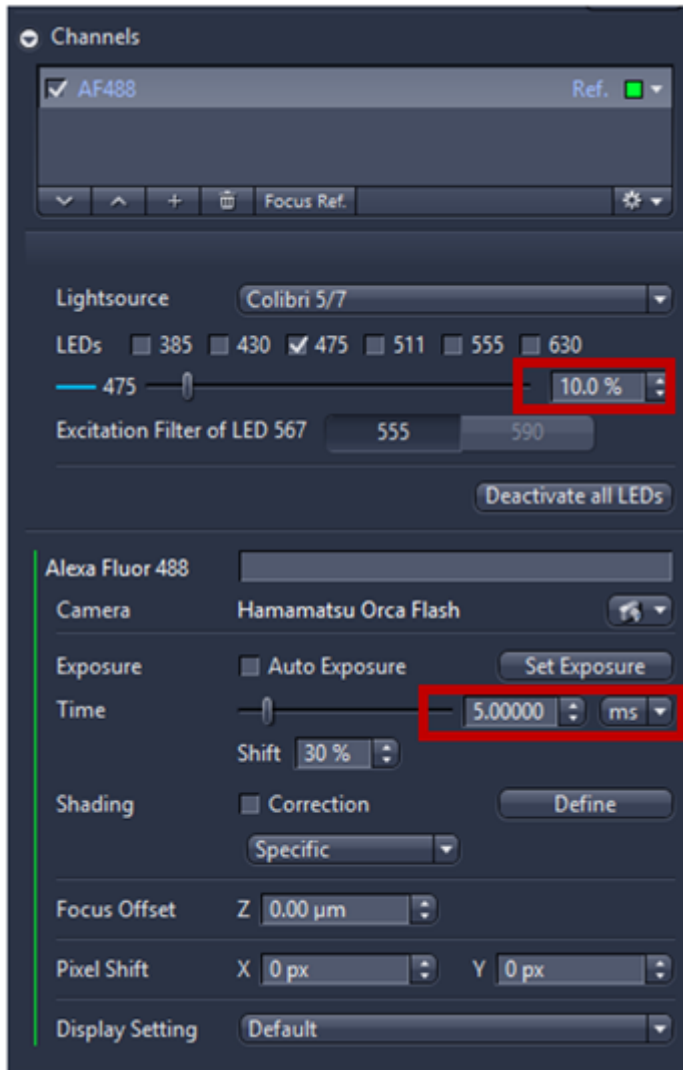 Channels
AF488 Ref.
Focus Ref.
Lightsource Colibri 5/7
LEDs 385 430 475 511 555 630
475 10.0 %
Excitation Filter of LED 567 555 590
Deactivate all LEDs
Alexa Fluor 488
Camera Hamamatsu Orca Flash
Exposure Auto Exposure Set Exposure
Time 5.00000 ms
Shift 30 %
Shading Correction Define
Specific
Focus Offset Z 0.00 µm
Pixel Shift X 0 px Y 0 px
Display Setting Default